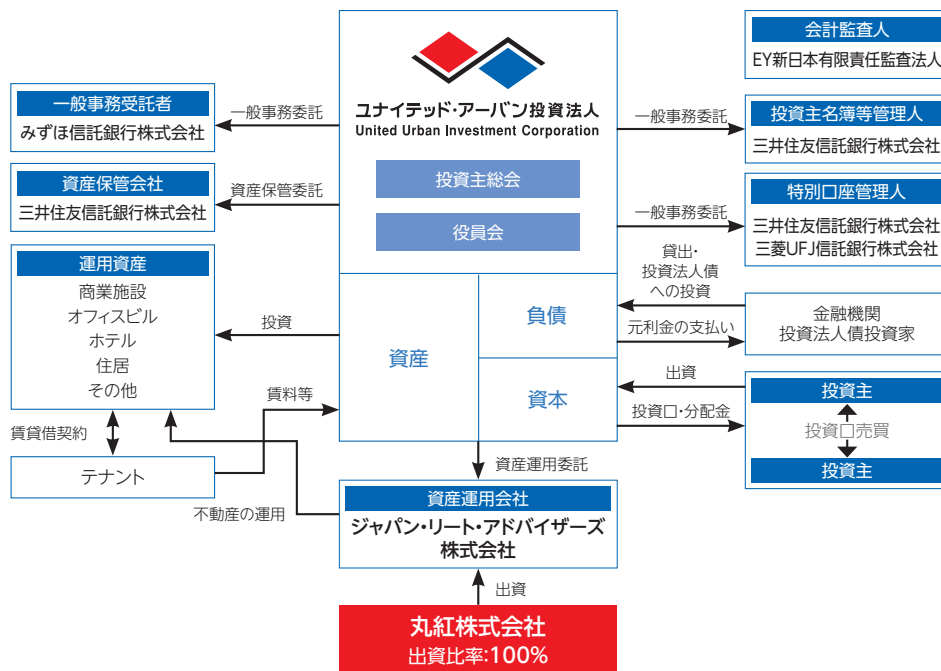 会計監査人
EY新日本有限責任監査法人
ユナイテッド・アーバン投資法人
United Urban Investment Corporation
一般事務受託者
みずほ信託銀行株式会社
一般事務委託
一般事務委託
投資主名簿等管理人
三井住友信託銀行株式会社
資産保管会社
三井住友信託銀行株式会社
資産保管委託
投資主総会
役員会
一般事務委託
特別口座管理人
三井住友信託銀行株式会社
三菱UFJ信託銀行株式会社
運用資産
商業施設
オフィスビル
ホテル
住居
その他
投資
資産
負債
資本
貸出・
投資法人債
への投資
元利金の支払い
金融機関
投資法人債投資家
出資
投資口・分配金
投資主
投資口売買
投資主
賃料等
賃貸借契約
テナント
不動産の運用
資産運用委託
資産運用会社
ジャパン・リート・アドバイザーズ
株式会社
出資
丸紅株式会社
出資比率:100%